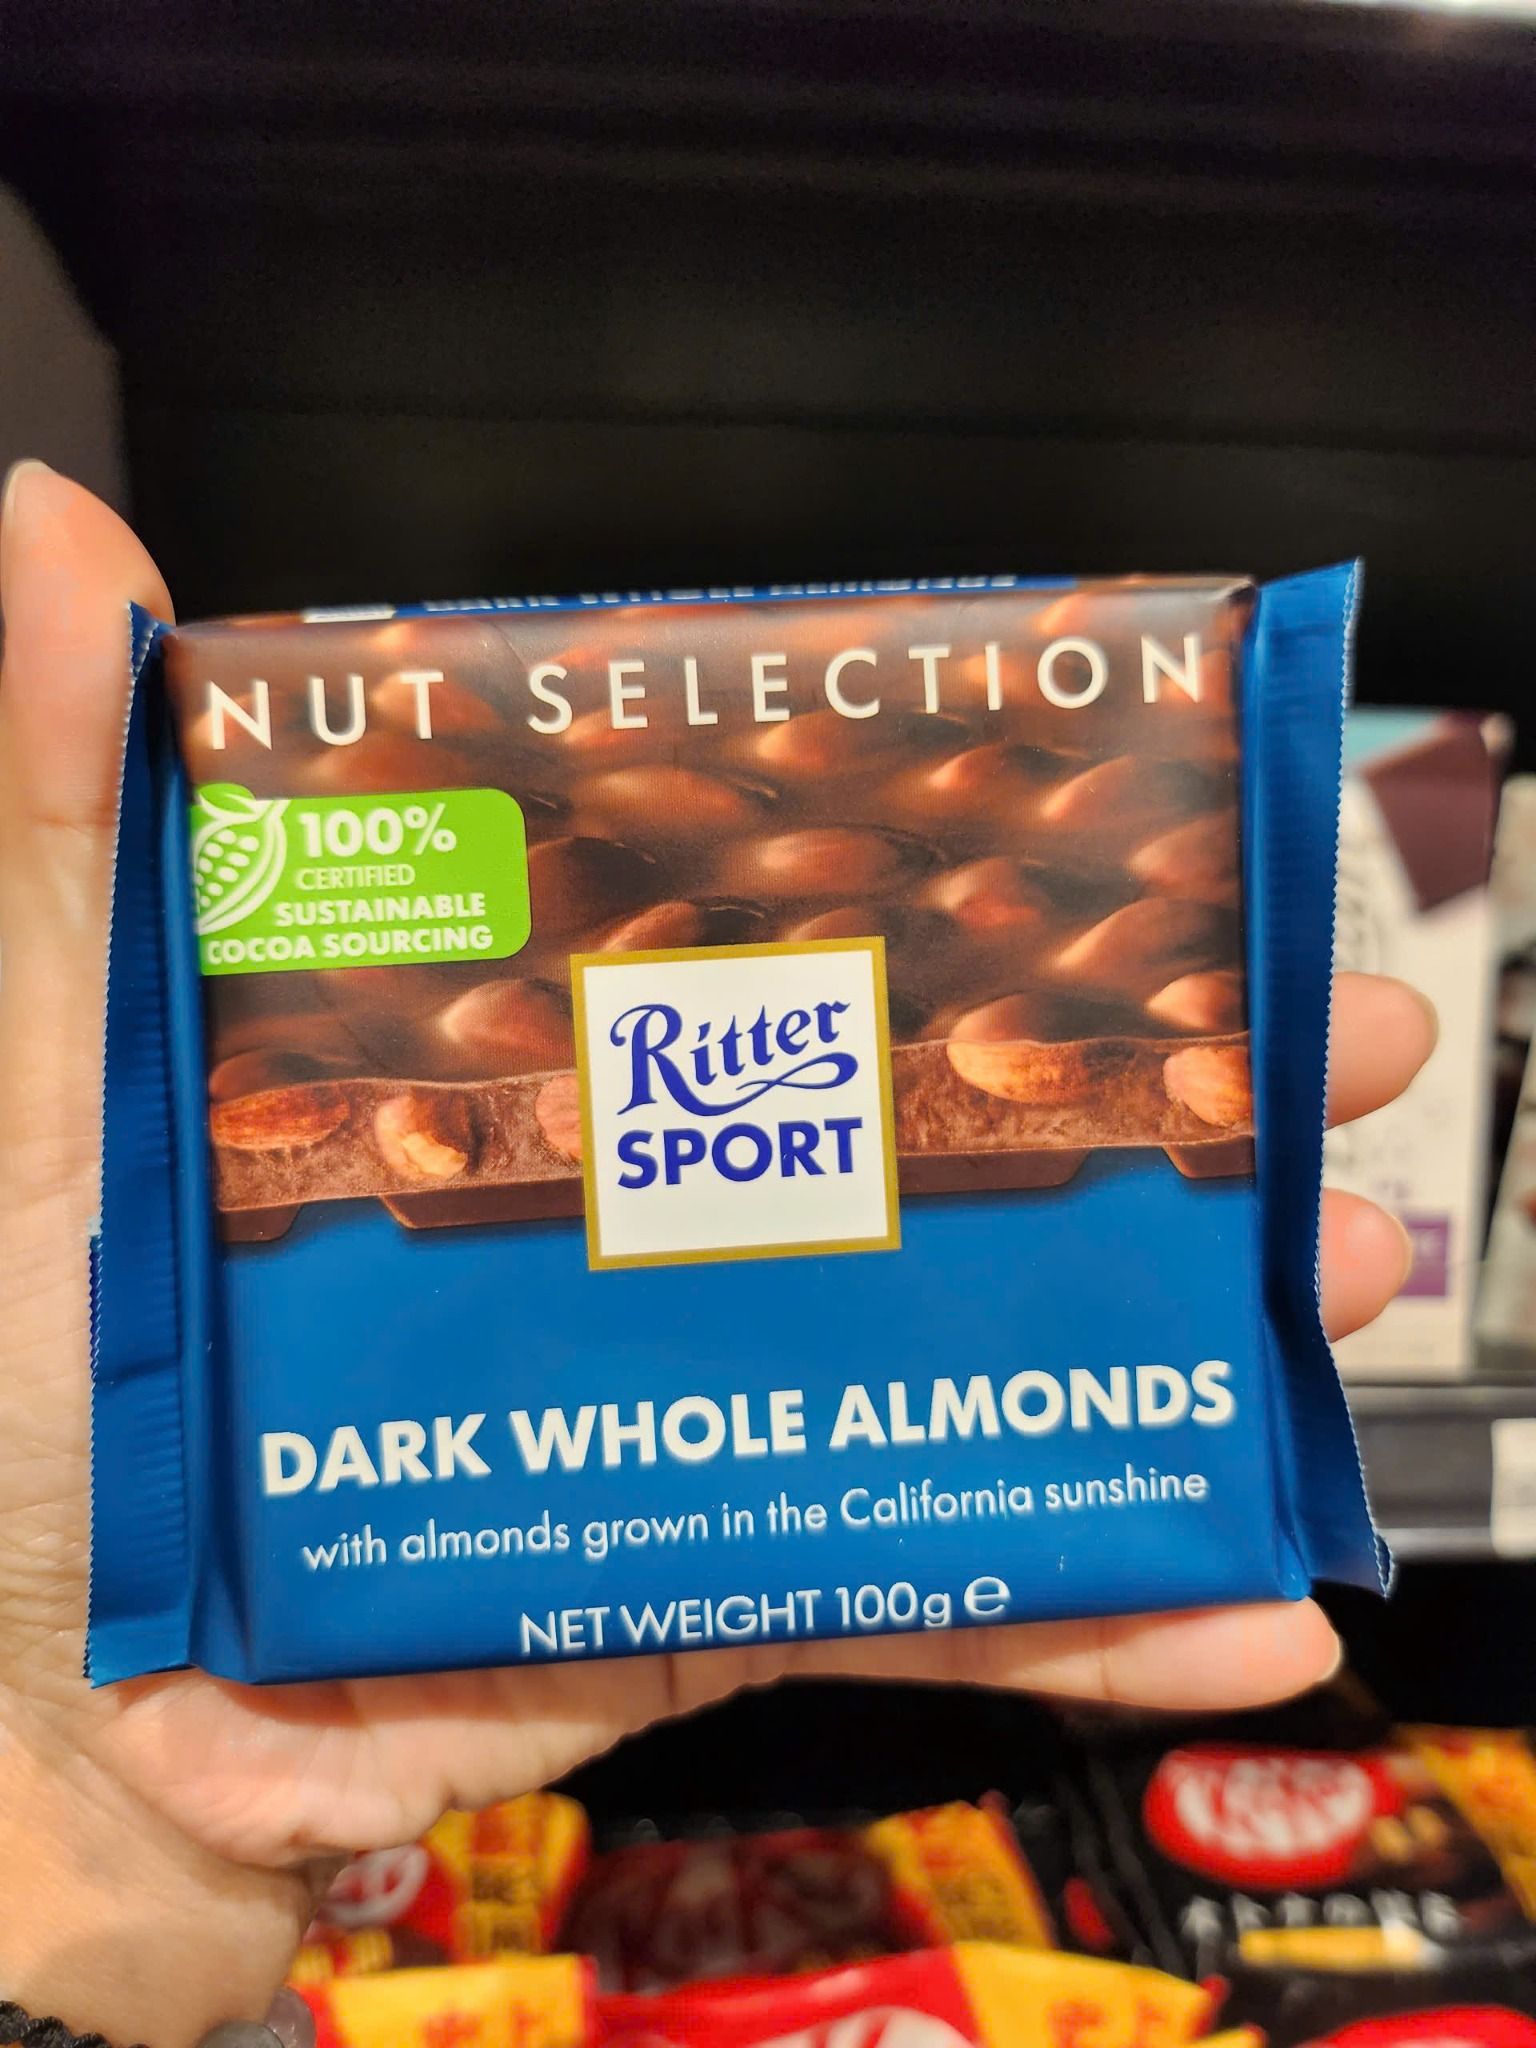 NUT SELECTION
100%
CERTIFIED
SUSTAINABLE
COCOA SOURCING
Ritter
SPORT
DARK WHOLE ALMONDS
with almonds grown in the California sunshine
NET WEIGHT 100g e